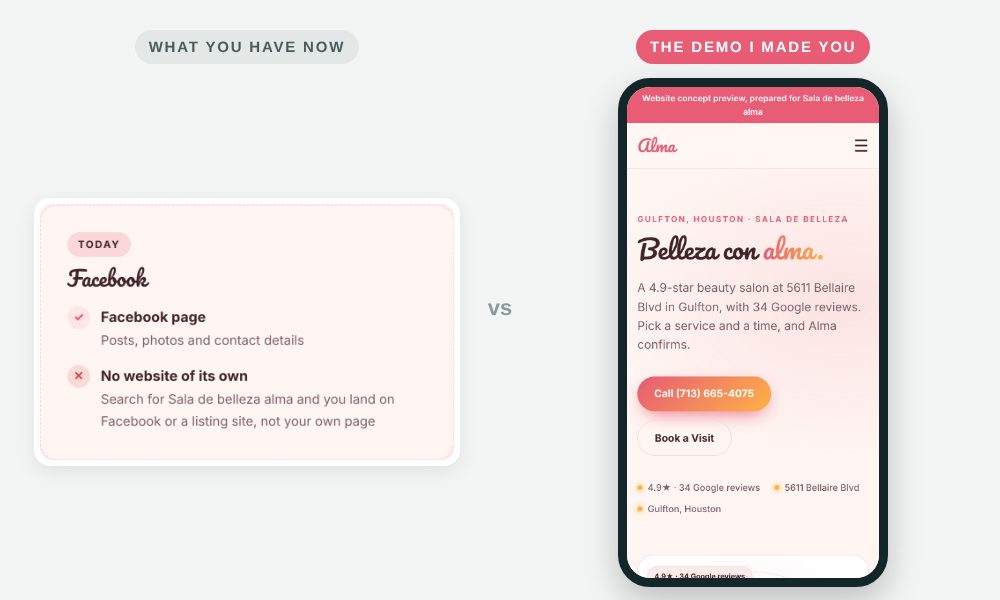 WHAT YOU HAVE NOW
TODAY
Facebook
Facebook page
Posts, photos and contact details
No website of its own
Search for Sala de belleza alma and you land on
Facebook or a listing site, not your own page
vs
THE DEMO I MADE YOU
Website concept preview, prepared for Sala de belleza
alma
Alma
GULFTON, HOUSTON · SALA DE BELLEZA
Belleza con alma.
A 4.9-star beauty salon at 5611 Bellaire
Blvd in Gulfton, with 34 Google reviews.
Pick a service and a time, and Alma
confirms.
Call (713) 665-4075
Book a Visit
4.9★ · 34 Google reviews 5611 Bellaire Blvd
Gulfton, Houston
4.9★ · 34 Google reviews